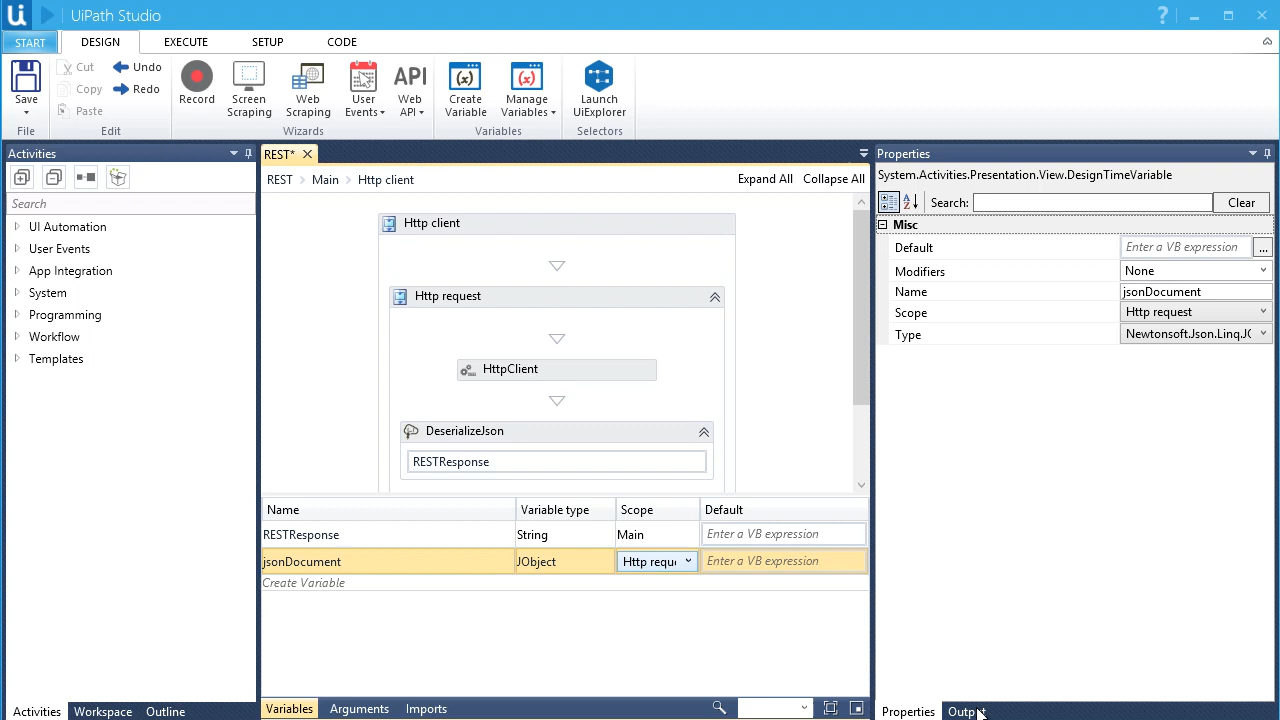 UiPath Studio
START DESIGN EXECUTE SETUP CODE
Save
File
Cut
Copy
Paste
Undo
Redo
Edit
Record
Screen Scraping
Web Scraping
User Events
API
Web API
Wizards
Create Variable
Manage Variables
Variables
Launch UiExplorer
Selectors
Activities
Search
UI Automation
User Events
App Integration
System
Programming
Workflow
Templates
Activities Workspace Outline
REST*
REST > Main > Http client
Expand All Collapse All
Http client
Http request
HttpClient
DeserializeJson
RESTResponse
Name Variable type Scope Default
RESTResponse String Main Enter a VB expression
jsonDocument JObject Http reque Enter a VB expression
Create Variable
Variables Arguments Imports
Properties
System.Activities.Presentation.View.DesignTimeVariable
Search: Clear
Misc
Default Enter a VB expression ...
Modifiers None
Name jsonDocument
Scope Http request
Type Newtonsoft.Json.Linq.JO
Properties Output